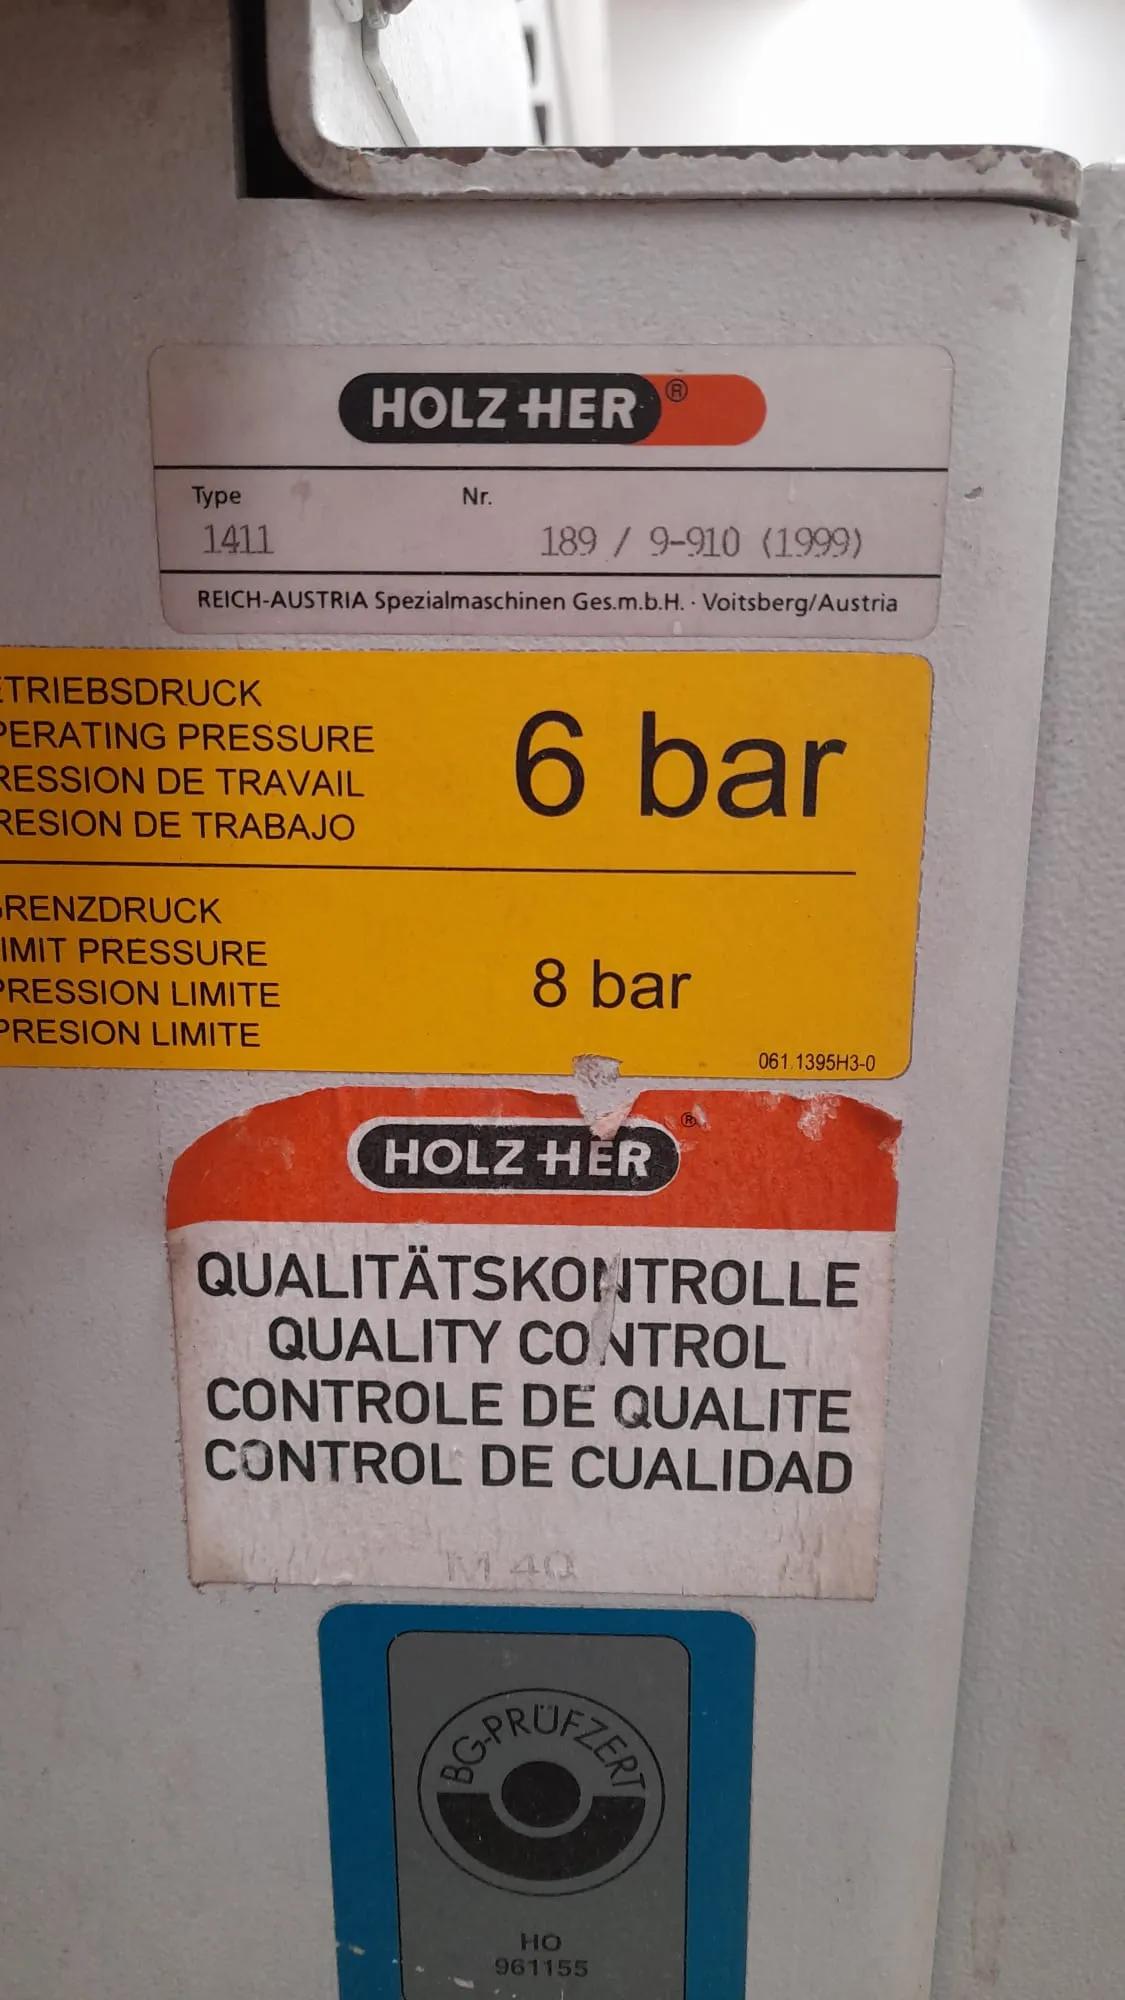 HOLZ-HER®
Type Nr.
1411 189 / 9-910 (1999)
REICH-AUSTRIA Spezialmaschinen Ges.m.b.H. · Voitsberg/Austria
ETRIEBSDRUCK
PERATING PRESSURE
RESSION DE TRAVAIL
RESION DE TRABAJO
6 bar
GRENZDRUCK
IMIT PRESSURE
PRESSION LIMITE
PRESION LIMITE
8 bar
061.1395H3-0
HOLZ-HER®
QUALITÄTSKONTROLLE
QUALITY CONTROL
CONTROLE DE QUALITE
CONTROL DE CUALIDAD
M 40
BG-PRÜFZERT
HO
961155